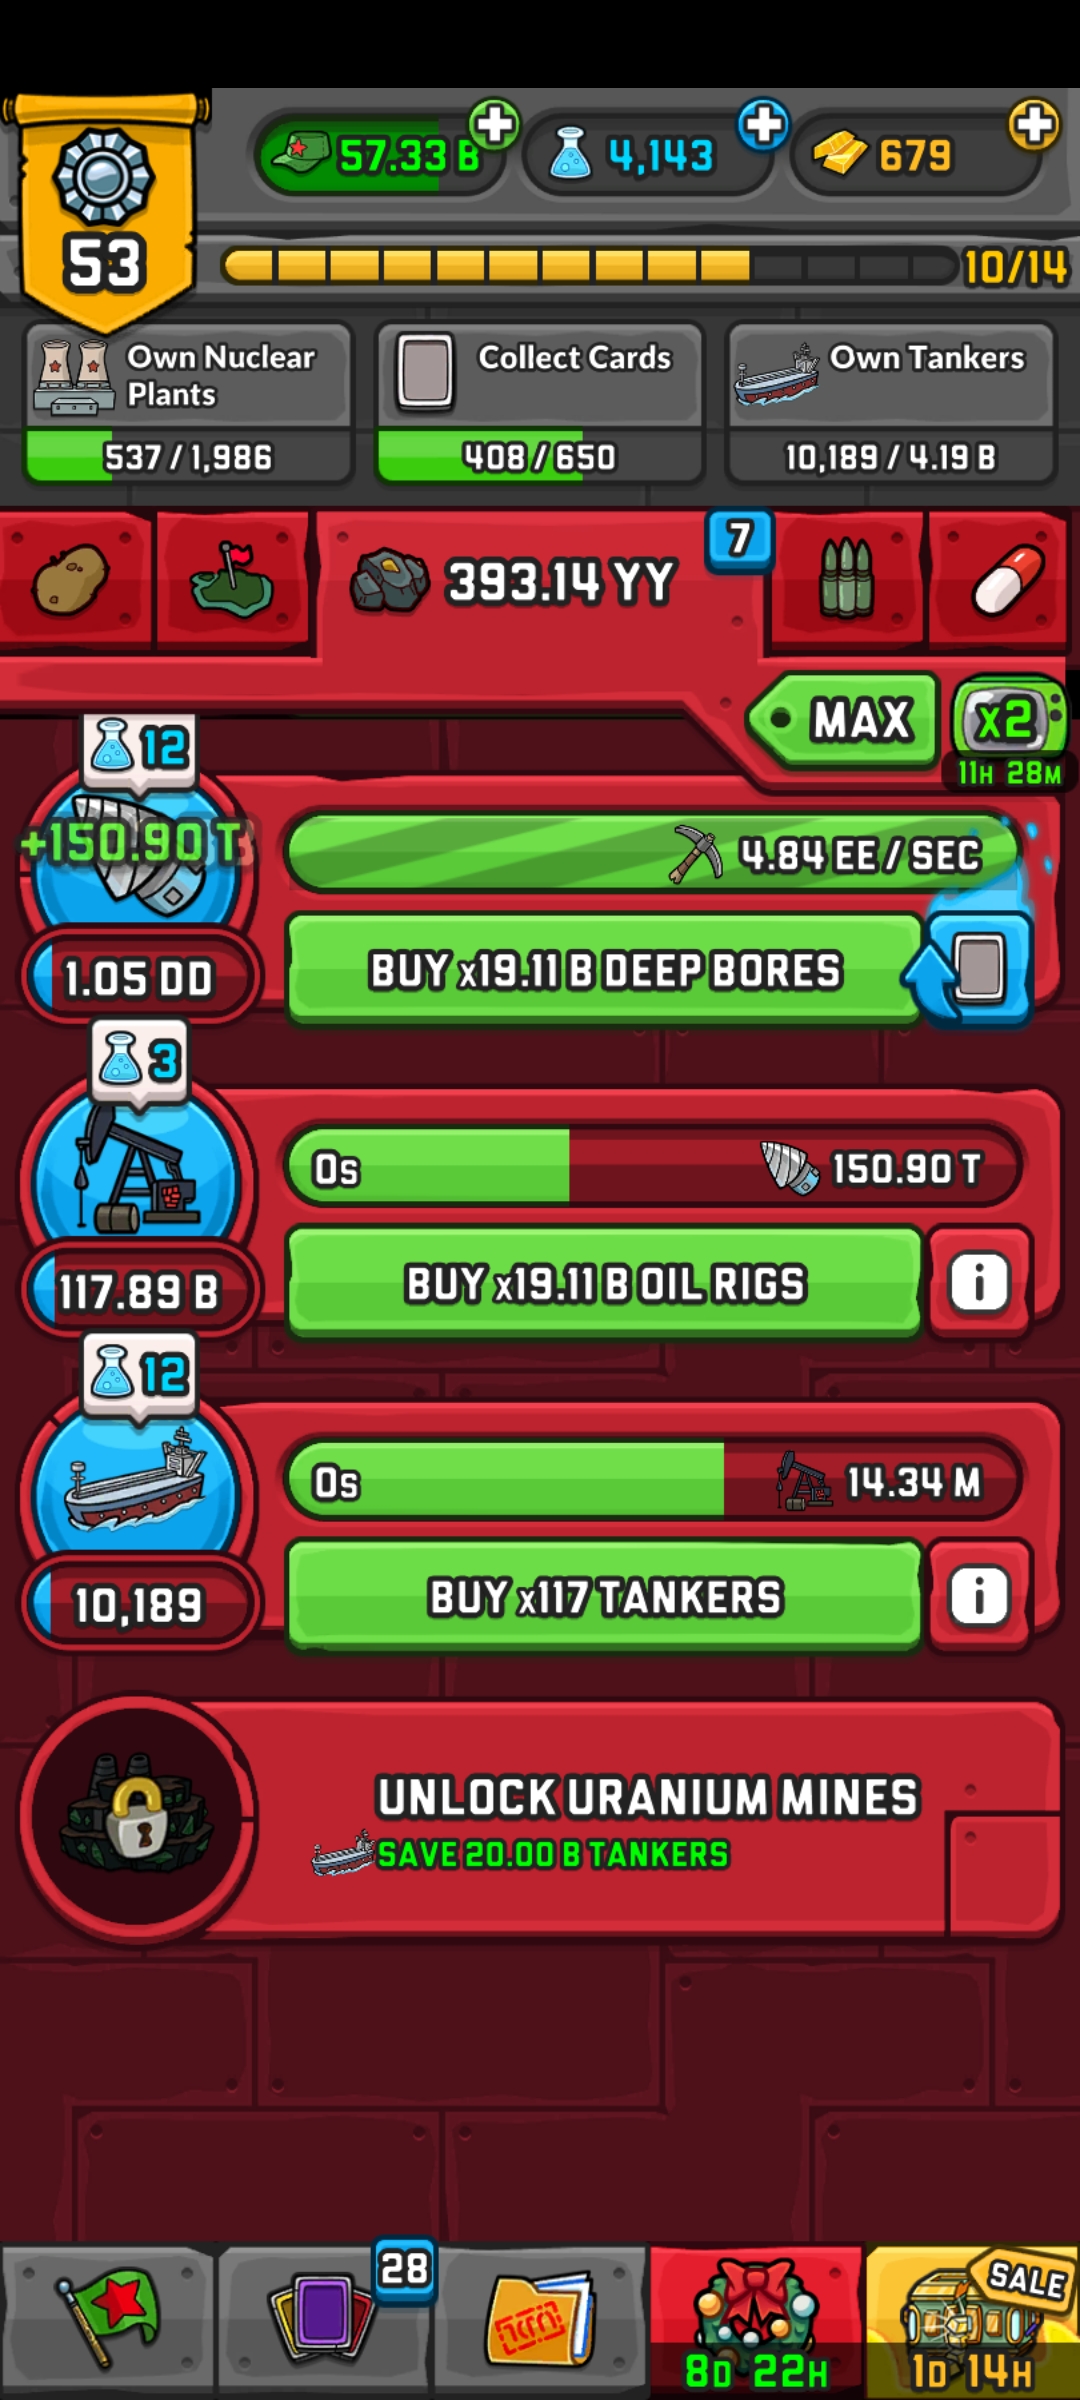 57.33 B
4,143
679
53
10/14
Own Nuclear
Plants
Collect Cards
Own Tankers
537 / 1,986
408 / 650
10,189 / 4.19 B
393.14 YY
7
MAX
x2
11H 28M
12
+150.90 T
4.84 EE / SEC
1.05 DD
BUY x19.11 B DEEP BORES
3
0s
150.90 T
117.89 B
BUY x19.11 B OIL RIGS
i
12
0s
14.34 M
10,189
BUY x117 TANKERS
i
UNLOCK URANIUM MINES
SAVE 20.00 B TANKERS
28
SALE
8D 22H
1D 14H